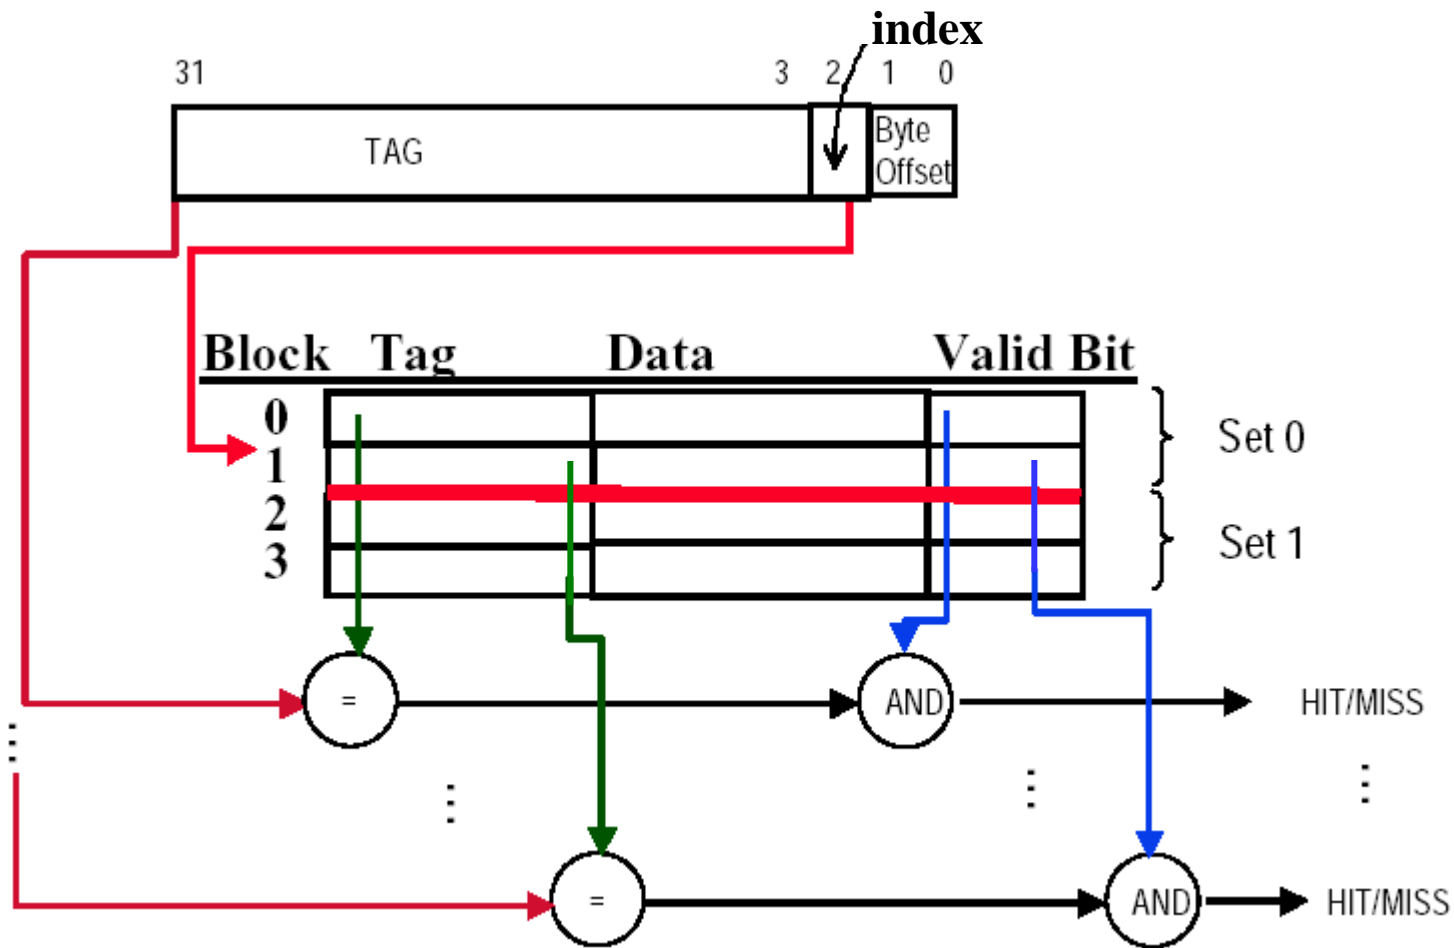 index
31 3 2 1 0
TAG
Byte
Offset
Block Tag Data Valid Bit
0
1
2
3
Set 0
Set 1
= AND HIT/MISS
= AND HIT/MISS